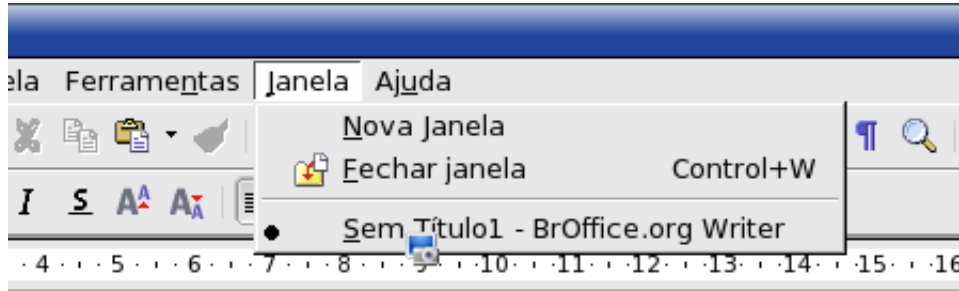 ela Ferramentas Janela Ajuda
Nova Janela
Fechar janela Control+W
I S A A A A
Sem Título1 - BrOffice.org Writer
4 5 6 7 8 9 10 11 12 13 14 15 16